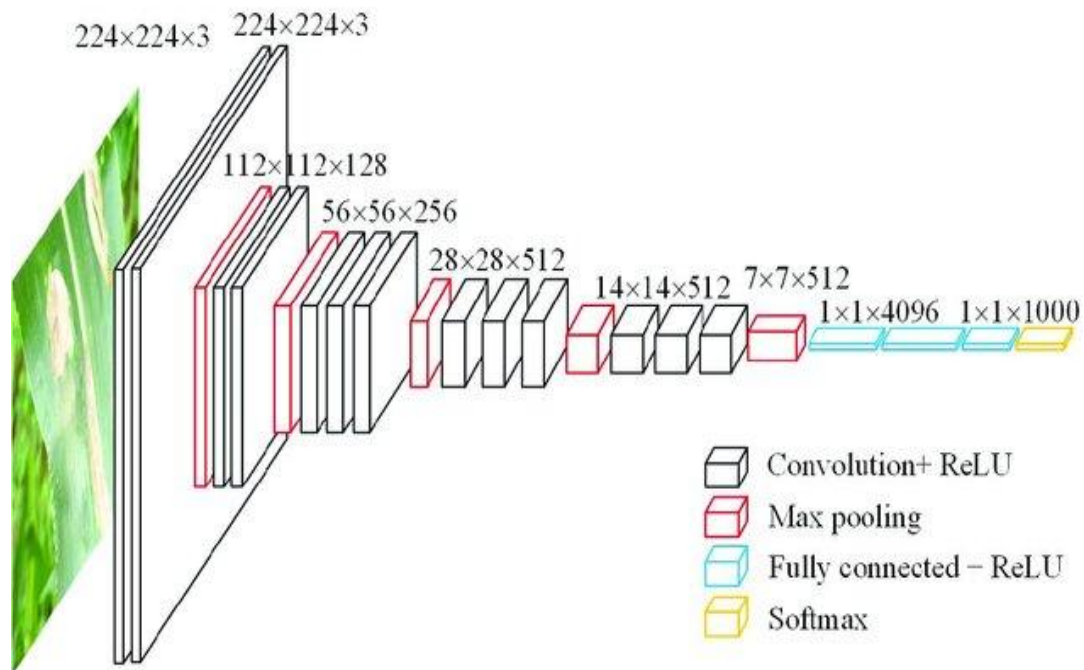 224×224×3
224×224×3
112×112×128
56×56×256
28×28×512
14×14×512
7×7×512
1×1×4096
1×1×1000
Convolution+ ReLU
Max pooling
Fully connected − ReLU
Softmax